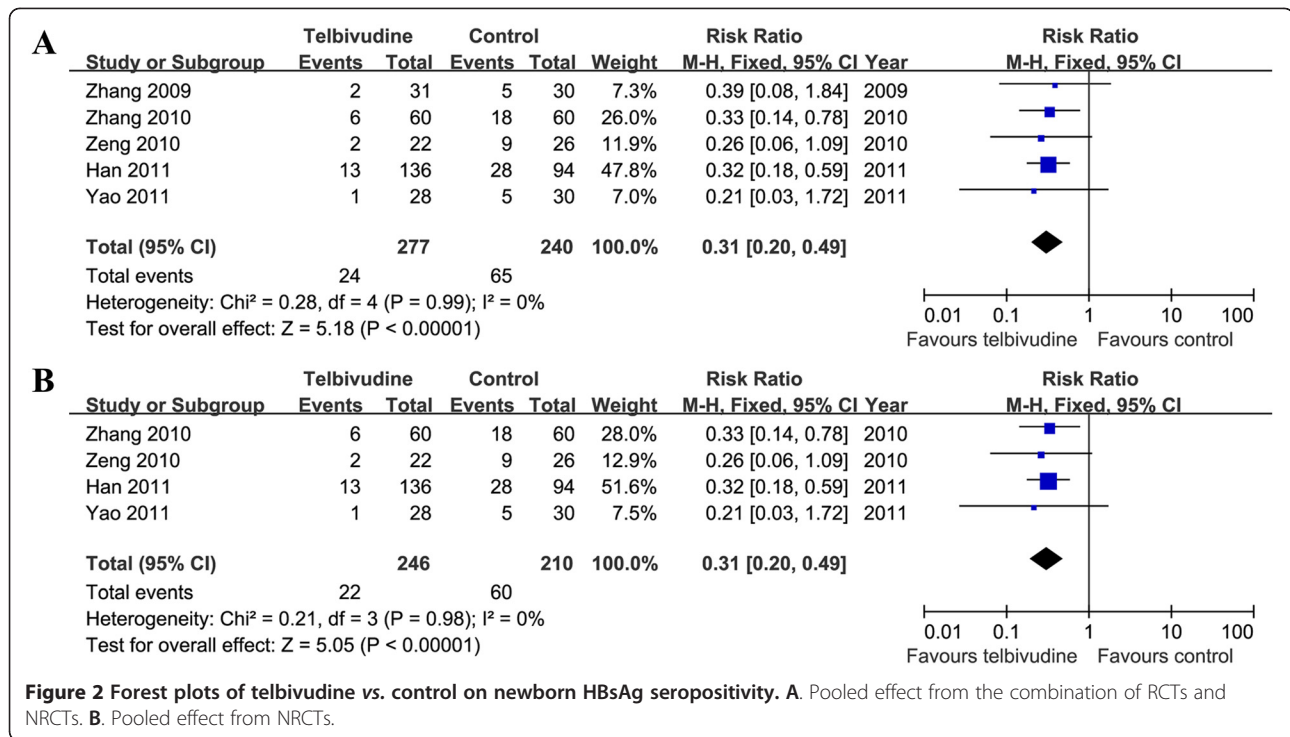 A
Telbivudine Control Risk Ratio Risk Ratio
Study or Subgroup Events Total Events Total Weight M-H, Fixed, 95% CI Year M-H, Fixed, 95% CI
Zhang 2009 2 31 5 30 7.3% 0.39 [0.08, 1.84] 2009
Zhang 2010 6 60 18 60 26.0% 0.33 [0.14, 0.78] 2010
Zeng 2010 2 22 9 26 11.9% 0.26 [0.06, 1.09] 2010
Han 2011 13 136 28 94 47.8% 0.32 [0.18, 0.59] 2011
Yao 2011 1 28 5 30 7.0% 0.21 [0.03, 1.72] 2011
Total (95% CI) 277 240 100.0% 0.31 [0.20, 0.49]
Total events 24 65
Heterogeneity: Chi² = 0.28, df = 4 (P = 0.99); I² = 0%
Test for overall effect: Z = 5.18 (P < 0.00001)
0.01 0.1 1 10 100
Favours telbivudine Favours control
B
Telbivudine Control Risk Ratio Risk Ratio
Study or Subgroup Events Total Events Total Weight M-H, Fixed, 95% CI Year M-H, Fixed, 95% CI
Zhang 2010 6 60 18 60 28.0% 0.33 [0.14, 0.78] 2010
Zeng 2010 2 22 9 26 12.9% 0.26 [0.06, 1.09] 2010
Han 2011 13 136 28 94 51.6% 0.32 [0.18, 0.59] 2011
Yao 2011 1 28 5 30 7.5% 0.21 [0.03, 1.72] 2011
Total (95% CI) 246 210 100.0% 0.31 [0.20, 0.49]
Total events 22 60
Heterogeneity: Chi² = 0.21, df = 3 (P = 0.98); I² = 0%
Test for overall effect: Z = 5.05 (P < 0.00001)
0.01 0.1 1 10 100
Favours telbivudine Favours control
Figure 2 Forest plots of telbivudine vs. control on newborn HBsAg seropositivity. A. Pooled effect from the combination of RCTs and
NRCTs. B. Pooled effect from NRCTs.